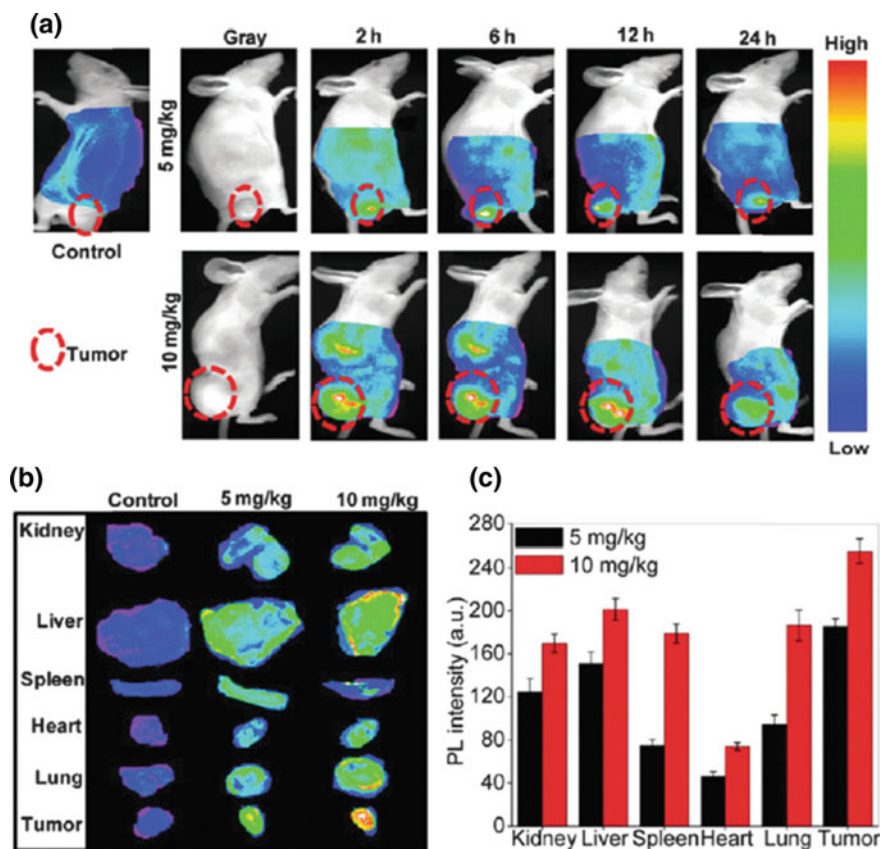 (a)
Gray 2 h 6 h 12 h 24 h High
5 mg/kg
Control
10 mg/kg
Tumor
Low
(b)
Control 5 mg/kg 10 mg/kg
Kidney
Liver
Spleen
Heart
Lung
Tumor
(c)
280
240
200
160
120
80
40
0
PL intensity (a.u.)
5 mg/kg
10 mg/kg
Kidney Liver Spleen Heart Lung Tumor